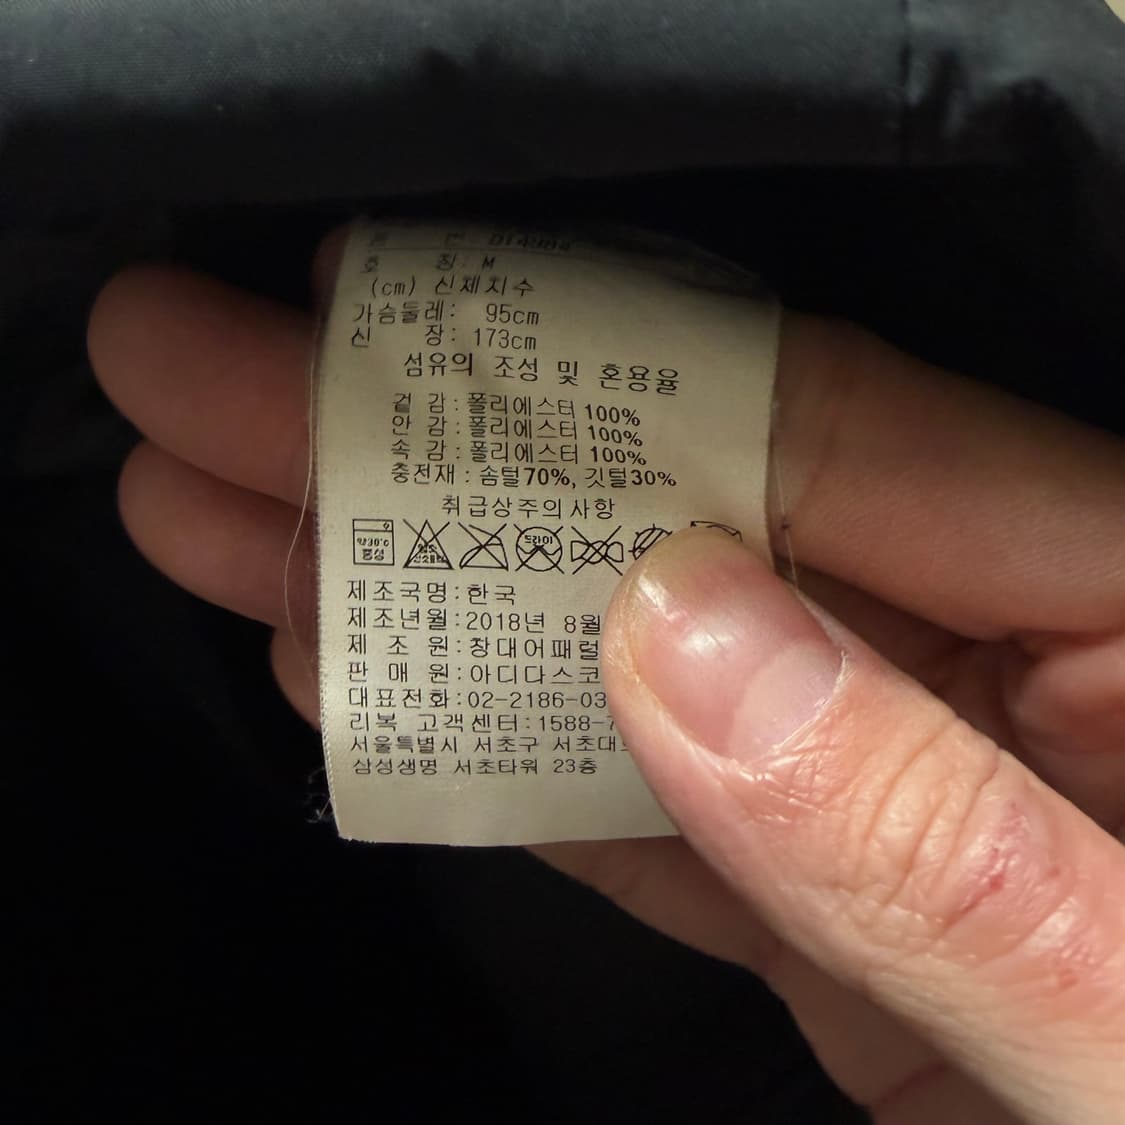 호 칭: M
(cm) 신체치수
가슴둘레: 95cm
신 장: 173cm
섬유의 조성 및 혼용율
겉 감: 폴리에스터 100%
안 감: 폴리에스터 100%
속 감: 폴리에스터 100%
충전재: 솜털70%, 깃털30%
취급상주의사항
약30℃ 중성 드라이
제조국명:한국
제조년월:2018년 8월
제 조 원:창대어패럴
판 매 원:아디다스코
대표전화:02-2186-03
리복 고객센터:1588-7
서울특별시 서초구 서초대
삼성생명 서초타워 23층